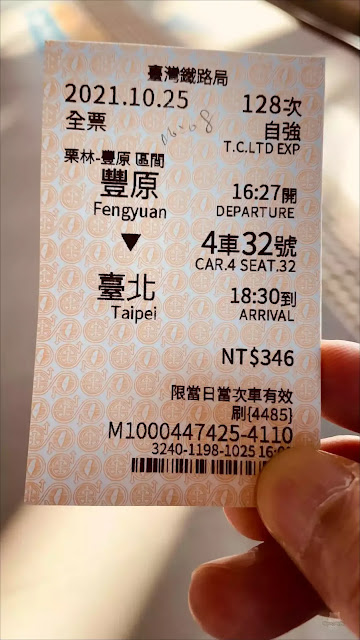 臺灣鐵路局
2021.10.25 128次
全票 自強
T.C.LTD EXP
栗林-豐原 區間
豐原 16:27開
Fengyuan DEPARTURE
▼ 4車32號
CAR.4 SEAT.32
臺北 18:30到
Taipei ARRIVAL
NT$346
限當日當次車有效
刷{4485}
M1000447425-4110
3240-1198-1025